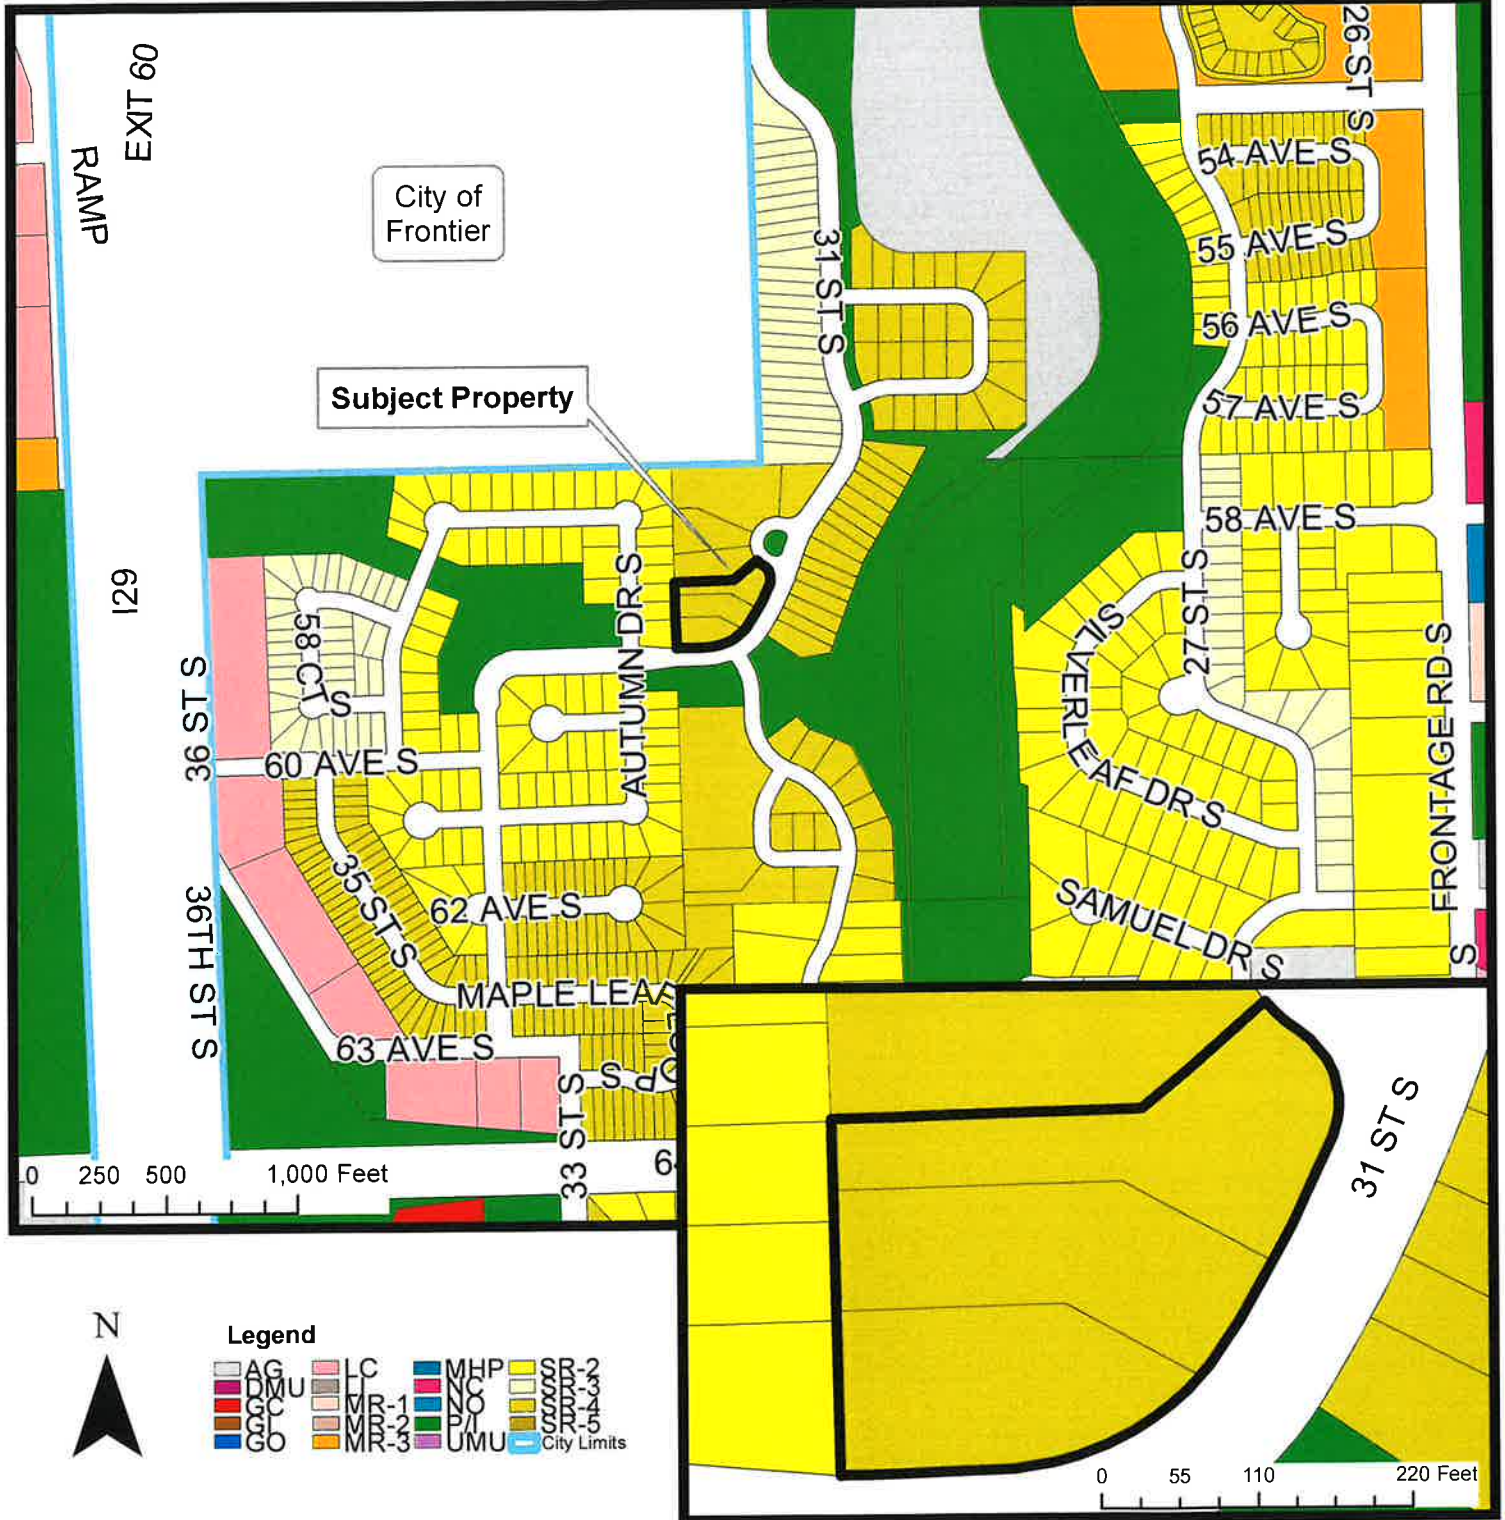 EXIT 60
RAMP
City of
Frontier
Subject Property
31 ST S
26 ST S
54 AVE S
55 AVE S
56 AVE S
57 AVE S
58 AVE S
27 ST S
SILVERLEAF DR S
SAMUEL DR S
FRONTAGE RD S
S
I29
36 ST S
58 CT S
AUTUMN DR S
60 AVE S
35 ST S
62 AVE S
36TH ST S
MAPLE LEAF
63 AVE S
33 ST S
0 250 500 1,000 Feet
31 ST S
0 55 110 220 Feet
N
Legend
AG
DMU
GC
GI
GO
LC
LI
MR-1
MR-2
MR-3
MHP
NC
NO
P/I
UMU
SR-2
SR-3
SR-4
SR-5
City Limits